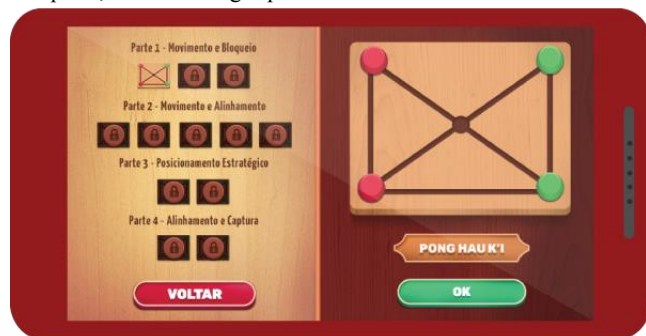 Parte 1 - Movimento e Bloqueio
Parte 2 - Movimento e Alinhamento
Parte 3 - Posicionamento Estratégico
Parte 4 - Alinhamento e Captura
VOLTAR
PONG HAU K'I
OK